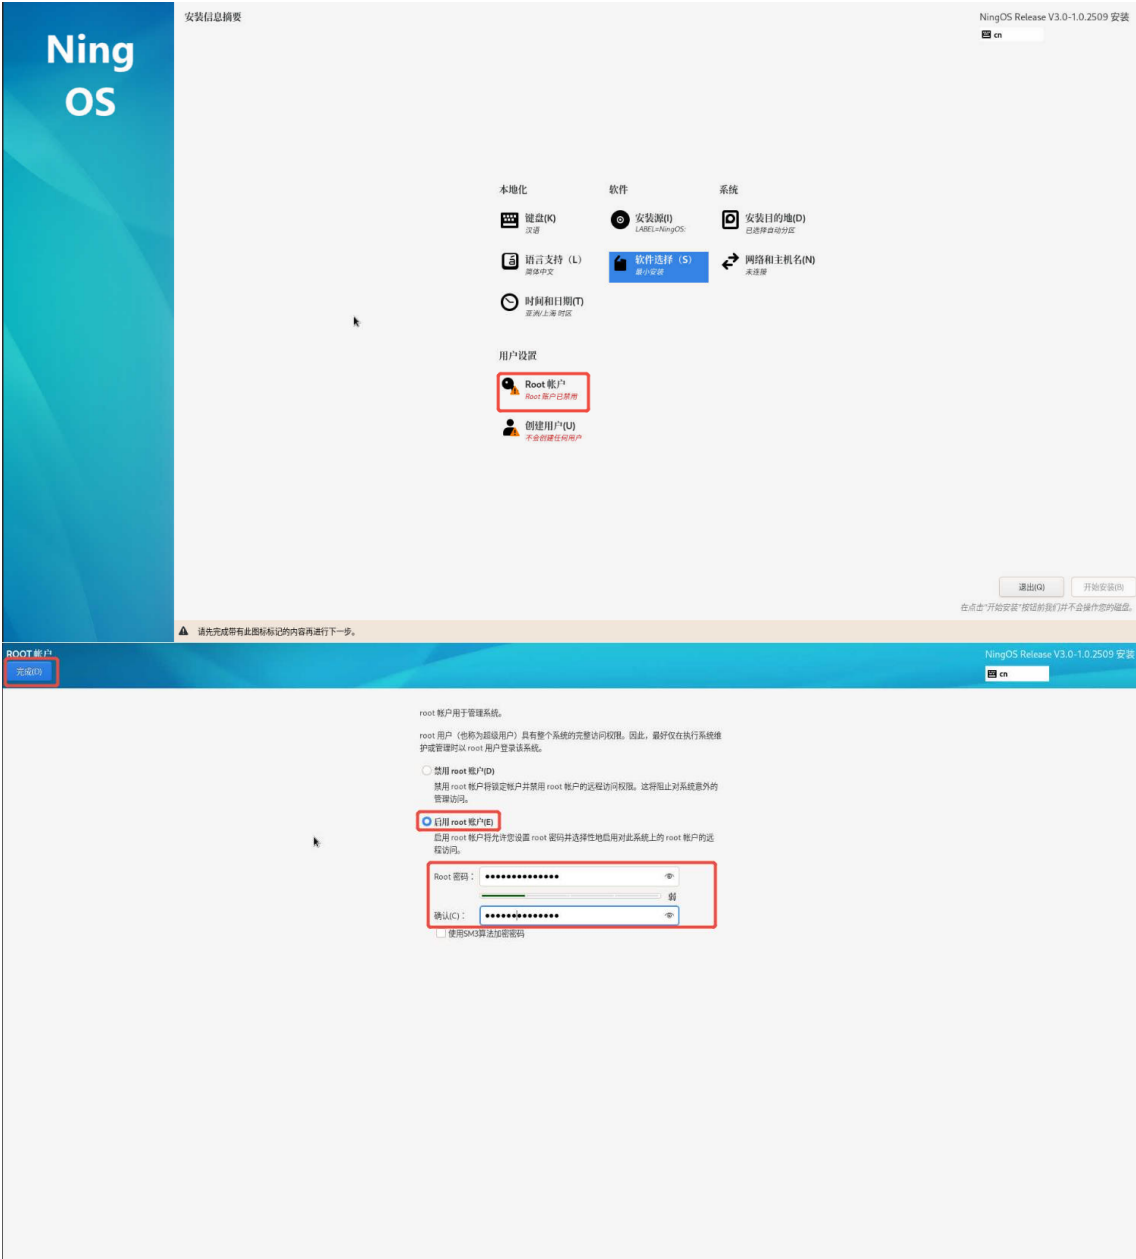 Ning
OS
安装信息摘要
NingOS Release V3.0-1.0.2509 安装
cn
本地化
软件
系统
键盘(K)
汉语
安装源(I)
LABEL=NingOS:
安装目的地(D)
已选择自动分区
语言支持（L）
简体中文
软件选择（S）
最小安装
网络和主机名(N)
未连接
时间和日期(T)
亚洲/上海 时区
用户设置
Root 帐户
Root 账户已禁用
创建用户(U)
不会创建任何用户
退出(Q)
开始安装(B)
在点击"开始安装"按钮前我们并不会操作您的磁盘。
请先完成带有此图标标记的内容再进行下一步。
ROOT 帐户
完成(D)
NingOS Release V3.0-1.0.2509 安装
cn
root 帐户用于管理系统。
root 用户（也称为超级用户）具有整个系统的完整访问权限。因此，最好仅在执行系统维
护或管理时以 root 用户登录该系统。
禁用 root 账户(D)
禁用 root 帐户将锁定帐户并禁用 root 帐户的远程访问权限。这将阻止对系统意外的
管理访问。
启用 root 账户(E)
启用 root 帐户将允许您设置 root 密码并选择性地启用对此系统上的 root 帐户的远
程访问。
Root 密码：
弱
确认(C)：
使用SM3算法加密密码